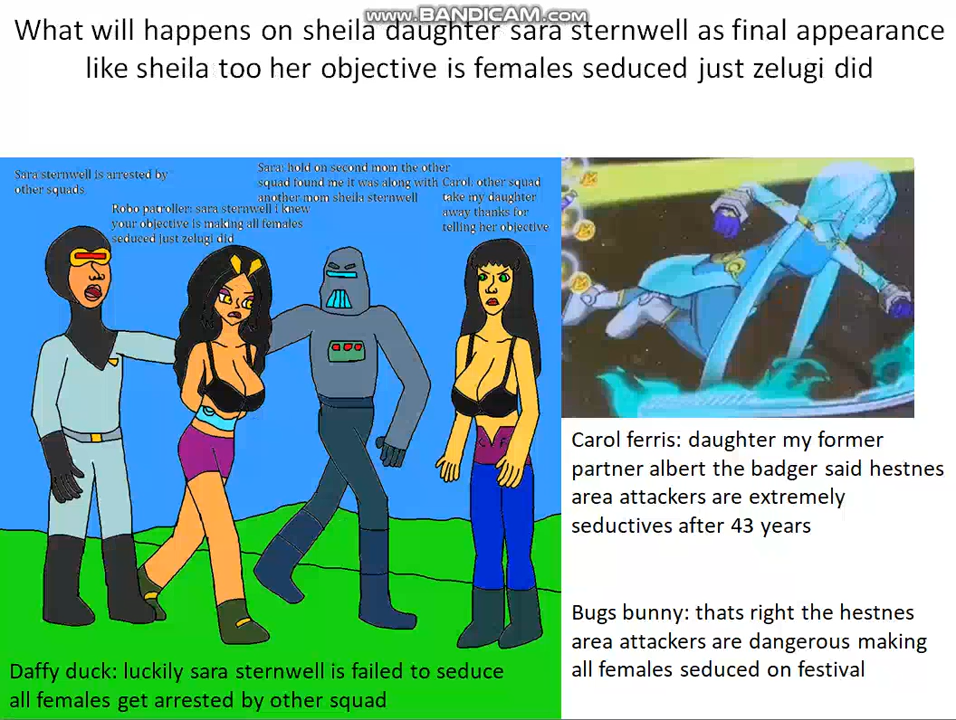 www.BANDICAM.com
What will happens on sheila daughter sara sternwell as final appearance
like sheila too her objective is females seduced just zelugi did
Sara sternwell is arrested by
other squads
Robo patroller: sara sternwell i knew
your objective is making all females
seduced just zelugi did
Sara: hold on second mom the other
squad found me it was along with
another mom sheila sternwell
Carol: other squad
take my daughter
away thanks for
telling her objective
Carol ferris: daughter my former
partner albert the badger said hestnes
area attackers are extremely
seductives after 43 years
Bugs bunny: thats right the hestnes
area attackers are dangerous making
all females seduced on festival
Daffy duck: luckily sara sternwell is failed to seduce
all females get arrested by other squad